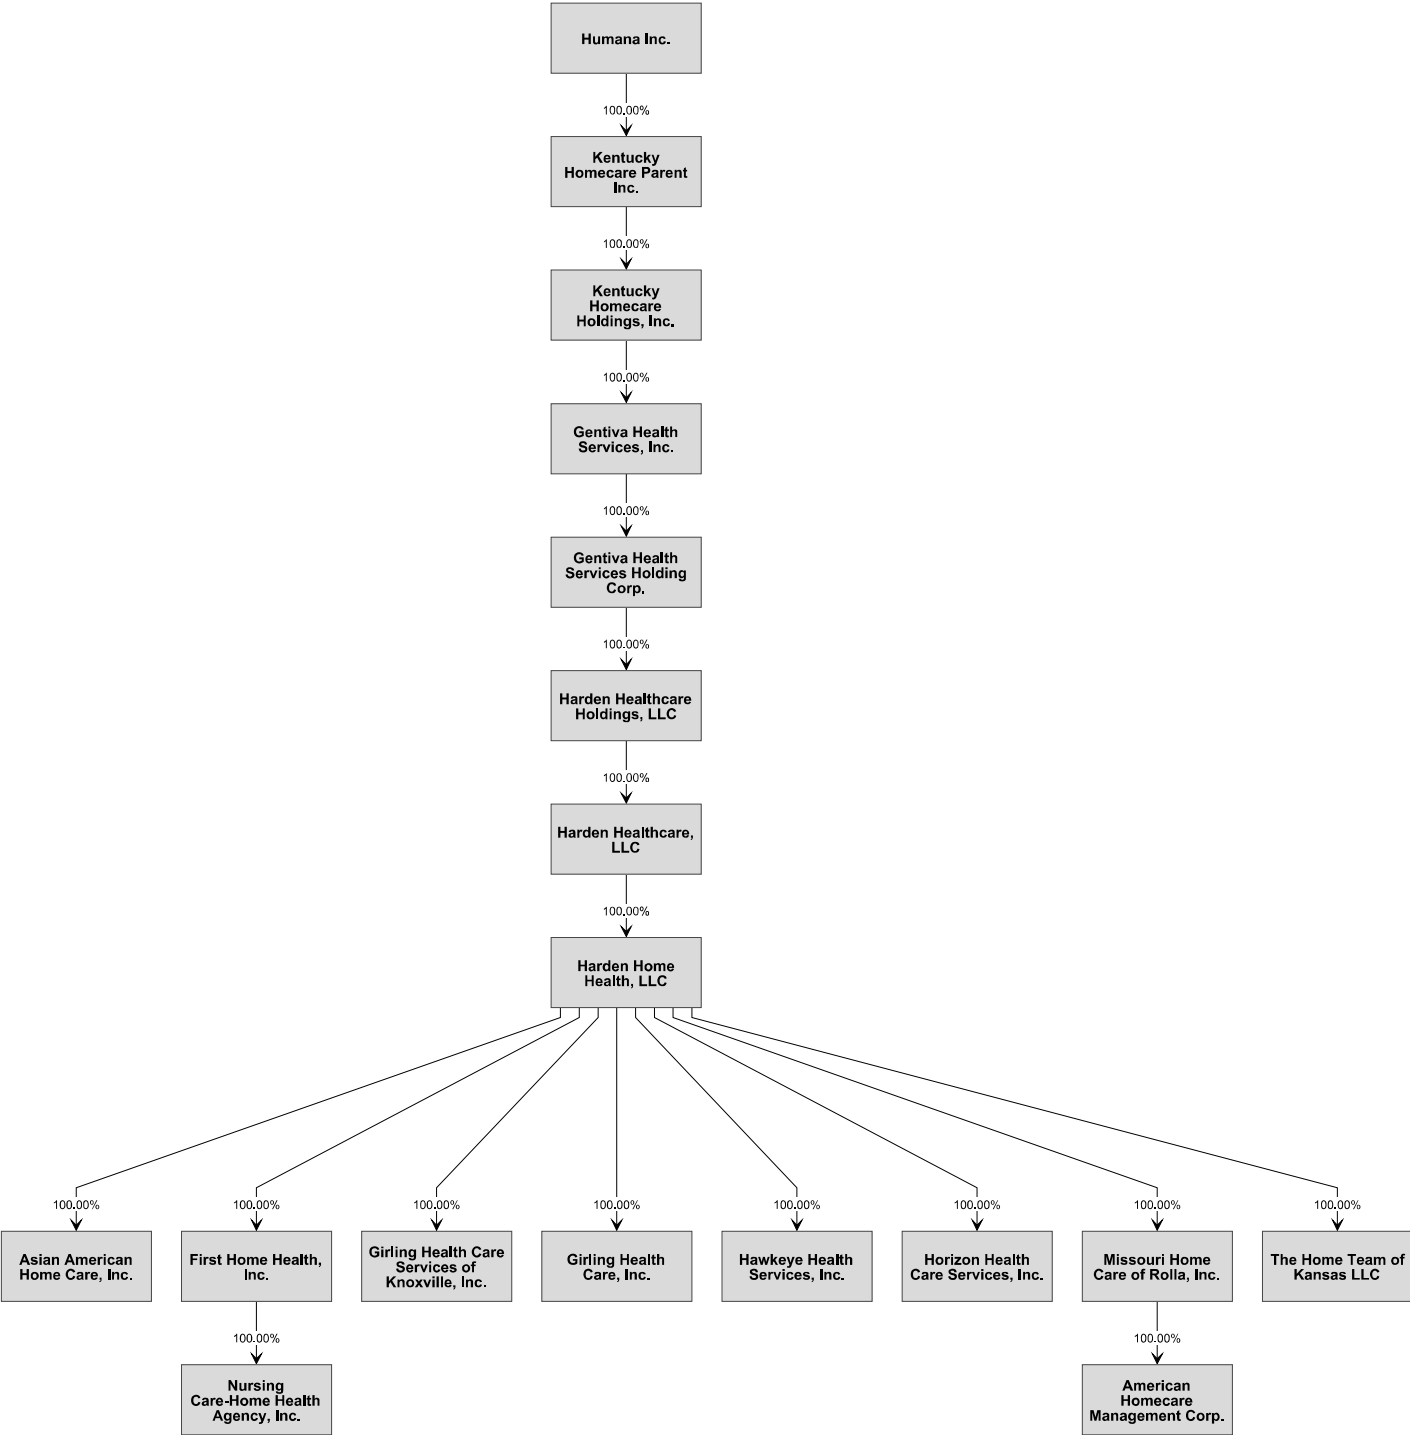 Humana Inc.
100.00%
Kentucky
Homecare Parent
Inc.
100.00%
Kentucky
Homecare
Holdings, Inc.
100.00%
Gentiva Health
Services, Inc.
100.00%
Gentiva Health
Services Holding
Corp.
100.00%
Harden Healthcare
Holdings, LLC
100.00%
Harden Healthcare,
LLC
100.00%
Harden Home
Health, LLC
100.00%
Asian American
Home Care, Inc.
100.00%
First Home Health,
Inc.
100.00%
Girling Health Care
Services of
Knoxville, Inc.
100.00%
Girling Health
Care, Inc.
100.00%
Hawkeye Health
Services, Inc.
100.00%
Horizon Health
Care Services, Inc.
100.00%
Missouri Home
Care of Rolla, Inc.
100.00%
The Home Team of
Kansas LLC
100.00%
Nursing
Care-Home Health
Agency, Inc.
100.00%
American
Homecare
Management Corp.